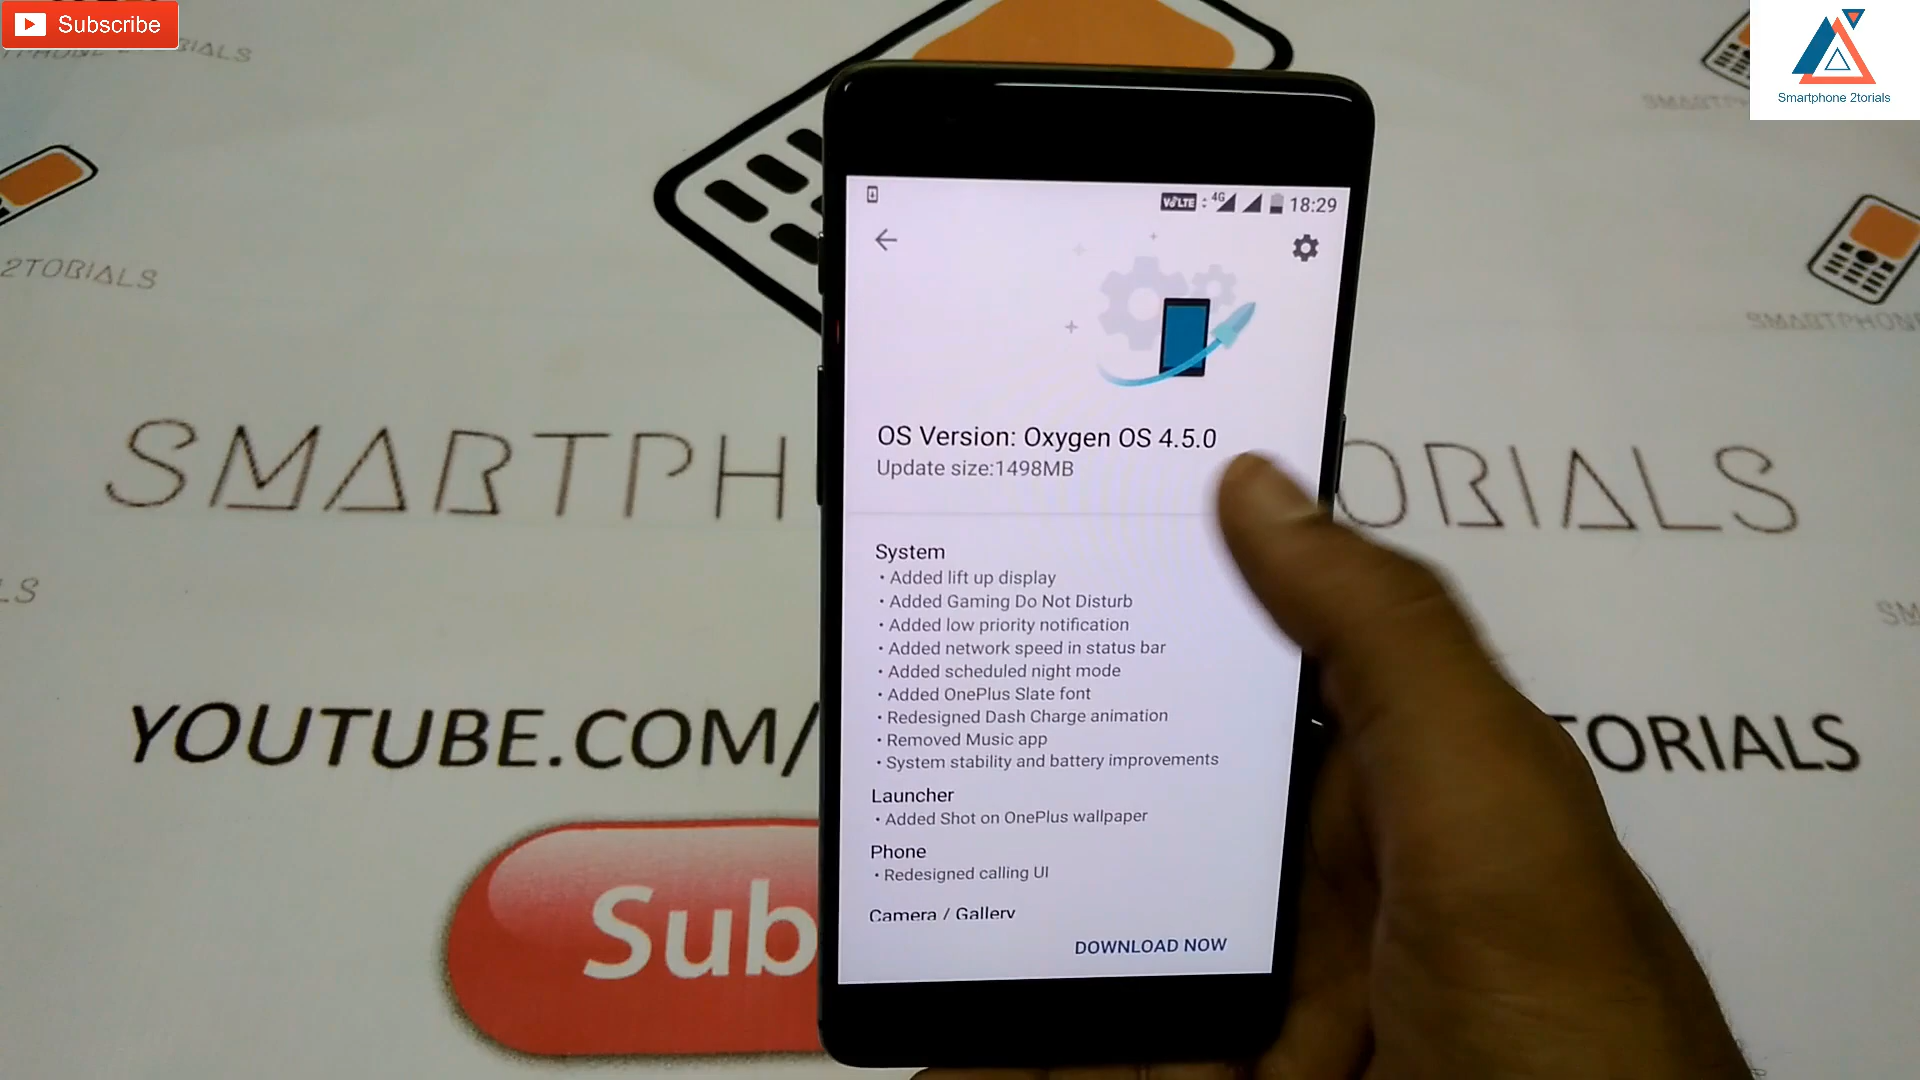 Subscribe
Smartphone 2torials
2TORIALS
SMARTPHON
VoLTE 4G 18:29
OS Version: Oxygen OS 4.5.0
Update size:1498MB
SMARTPH ORIALS
System
• Added lift up display
• Added Gaming Do Not Disturb
• Added low priority notification
• Added network speed in status bar
• Added scheduled night mode
• Added OnePlus Slate font
• Redesigned Dash Charge animation
• Removed Music app
• System stability and battery improvements
YOUTUBE.COM/ TORIALS
Launcher
• Added Shot on OnePlus wallpaper
Phone
• Redesigned calling UI
Camera / Gallery
Sub
DOWNLOAD NOW